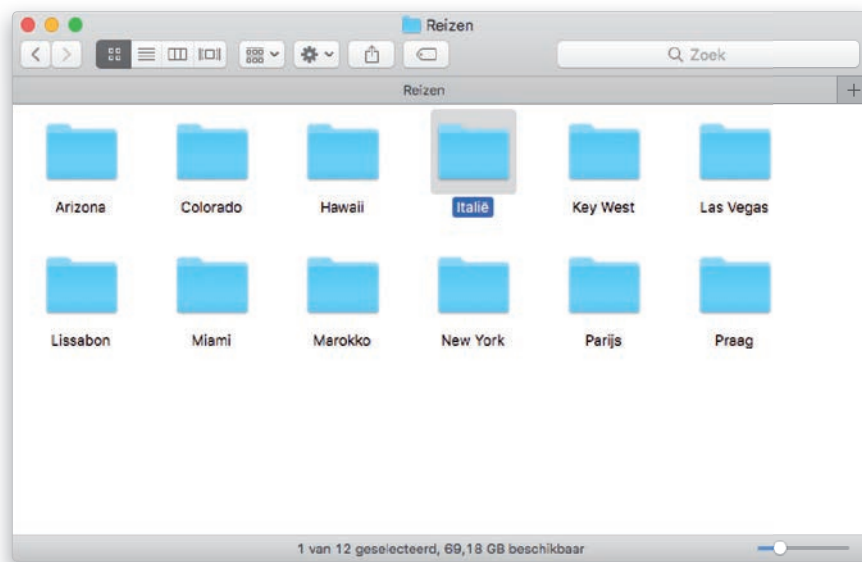 Reizen
Zoek
Reizen
Arizona Colorado Hawaii Italië Key West Las Vegas
Lissabon Miami Marokko New York Parijs Praag
1 van 12 geselecteerd, 69,18 GB beschikbaar